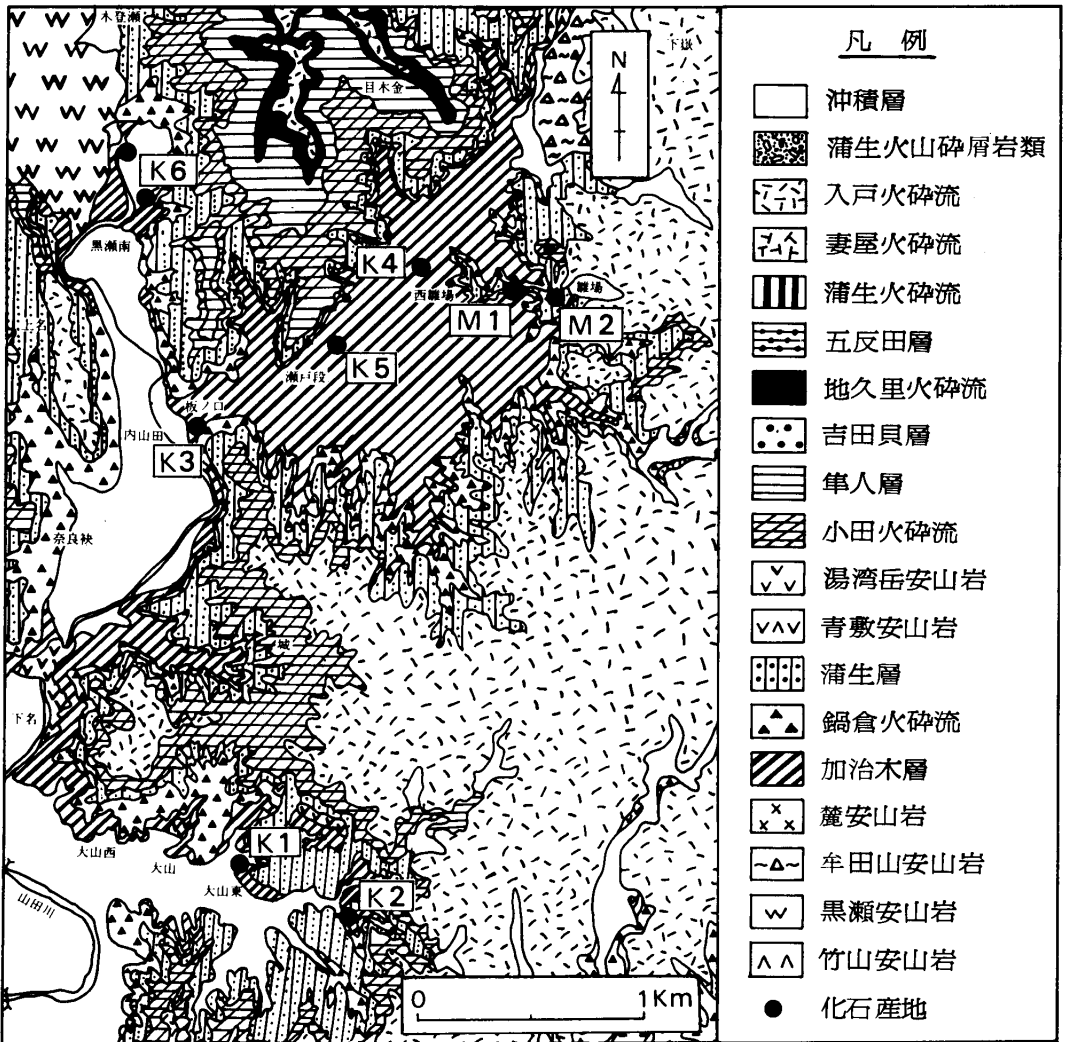 木登瀬
下嶽
N
目木金
K6
黒瀬南
K4
西雛場
雛場
M1
M2
上名
K5
瀬戸段
板ノ口
内山田
K3
奈良袂
城
下名
K1
大山西
大山
大山東
K2
山田川
0
1Km
凡例
沖積層
蒲生火山砕屑岩類
入戸火砕流
妻屋火砕流
蒲生火砕流
五反田層
地久里火砕流
吉田貝層
隼人層
小田火砕流
湯湾岳安山岩
青敷安山岩
蒲生層
鍋倉火砕流
加治木層
麓安山岩
牟田山安山岩
黒瀬安山岩
竹山安山岩
化石産地